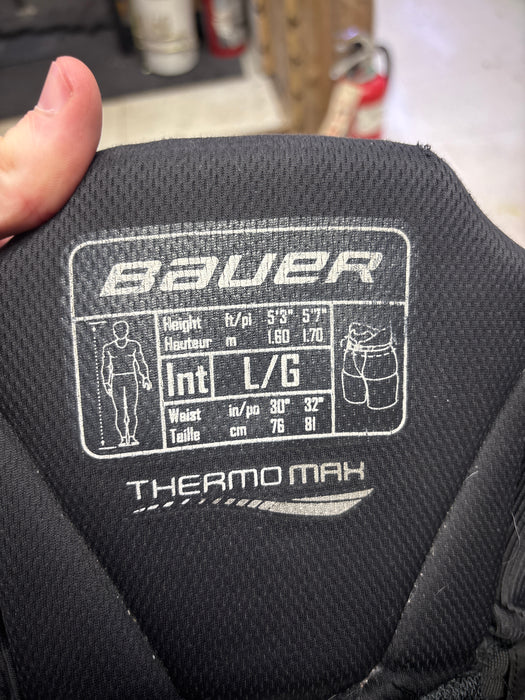 BAUER
Height ft/pi 5'3" 5'7"
Hauteur m 1.60 1.70
Int L/G
Waist in/po 30" 32"
Taille cm 76 81
THERMO MAX